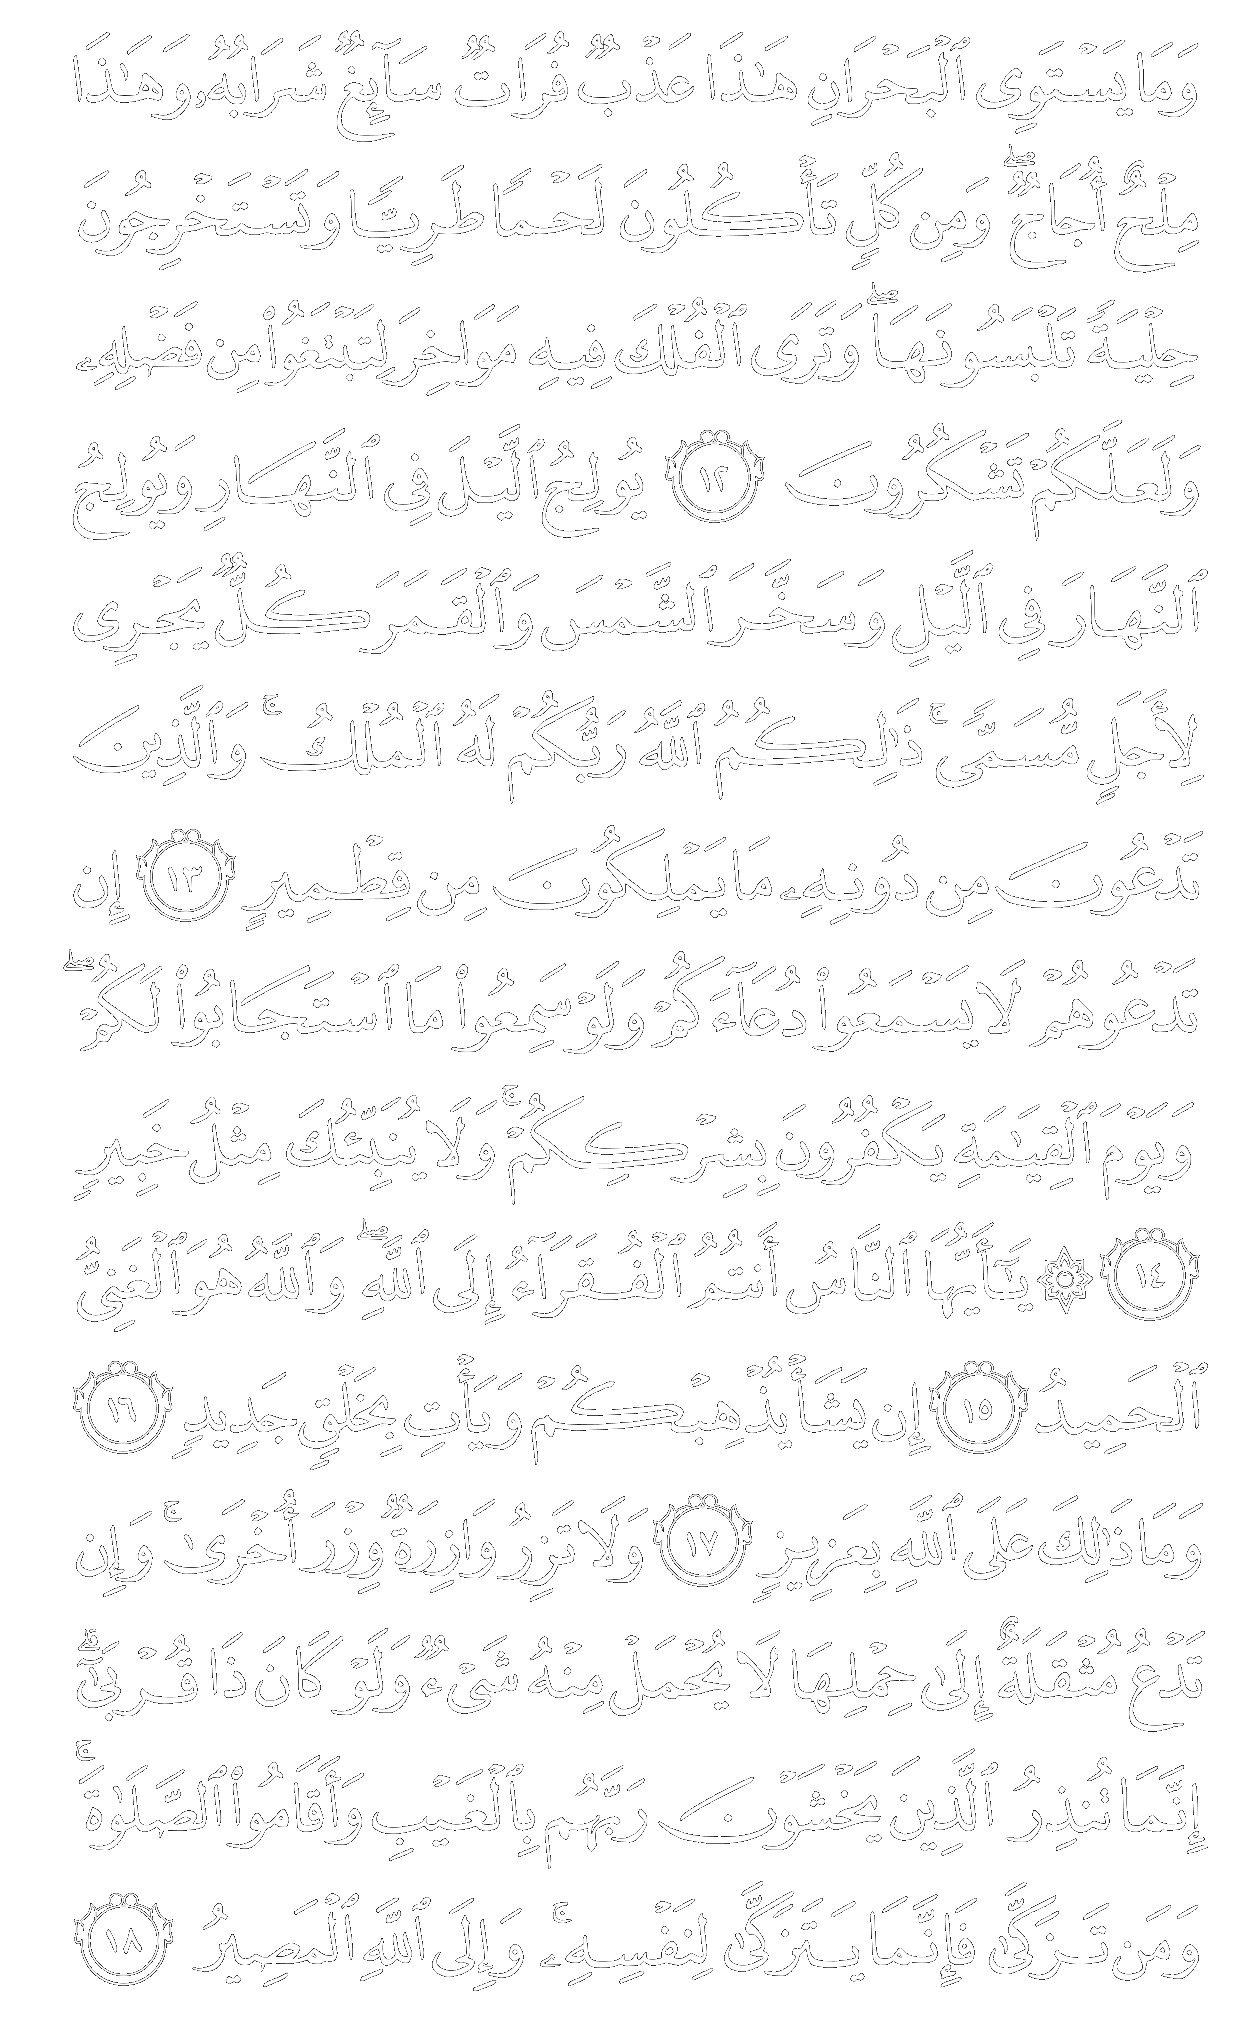 وَمَا يَسْتَوِى ٱلْبَحْرَانِ هَـٰذَا عَذْبٌ فُرَاتٌ سَآئِغٌ شَرَابُهُۥ وَهَـٰذَا
مِلْحٌ أُجَاجٌ ۖ وَمِن كُلٍّ تَأْكُلُونَ لَحْمًا طَرِيًّا وَتَسْتَخْرِجُونَ
حِلْيَةً تَلْبَسُونَهَا ۖ وَتَرَى ٱلْفُلْكَ فِيهِ مَوَاخِرَ لِتَبْتَغُوا۟ مِن فَضْلِهِۦ
وَلَعَلَّكُمْ تَشْكُرُونَ ١٢ يُولِجُ ٱلَّيْلَ فِى ٱلنَّهَارِ وَيُولِجُ
ٱلنَّهَارَ فِى ٱلَّيْلِ وَسَخَّرَ ٱلشَّمْسَ وَٱلْقَمَرَ كُلٌّ يَجْرِى
لِأَجَلٍ مُّسَمًّى ۚ ذَٰلِكُمُ ٱللَّهُ رَبُّكُمْ لَهُ ٱلْمُلْكُ ۚ وَٱلَّذِينَ
تَدْعُونَ مِن دُونِهِۦ مَا يَمْلِكُونَ مِن قِطْمِيرٍ ١٣ إِن
تَدْعُوهُمْ لَا يَسْمَعُوا۟ دُعَآءَكُمْ وَلَوْ سَمِعُوا۟ مَا ٱسْتَجَابُوا۟ لَكُمْ ۖ
وَيَوْمَ ٱلْقِيَـٰمَةِ يَكْفُرُونَ بِشِرْكِكُمْ ۚ وَلَا يُنَبِّئُكَ مِثْلُ خَبِيرٍ
١٤ ۞ يَـٰٓأَيُّهَا ٱلنَّاسُ أَنتُمُ ٱلْفُقَرَآءُ إِلَى ٱللَّهِ ۖ وَٱللَّهُ هُوَ ٱلْغَنِىُّ
ٱلْحَمِيدُ ١٥ إِن يَشَأْ يُذْهِبْكُمْ وَيَأْتِ بِخَلْقٍ جَدِيدٍ ١٦
وَمَا ذَٰلِكَ عَلَى ٱللَّهِ بِعَزِيزٍ ١٧ وَلَا تَزِرُ وَازِرَةٌ وِزْرَ أُخْرَىٰ ۚ وَإِن
تَدْعُ مُثْقَلَةٌ إِلَىٰ حِمْلِهَا لَا يُحْمَلْ مِنْهُ شَىْءٌ وَلَوْ كَانَ ذَا قُرْبَىٰٓ ۗ
إِنَّمَا تُنذِرُ ٱلَّذِينَ يَخْشَوْنَ رَبَّهُم بِٱلْغَيْبِ وَأَقَامُوا۟ ٱلصَّلَوٰةَ ۚ
وَمَن تَزَكَّىٰ فَإِنَّمَا يَتَزَكَّىٰ لِنَفْسِهِۦ ۚ وَإِلَى ٱللَّهِ ٱلْمَصِيرُ ١٨